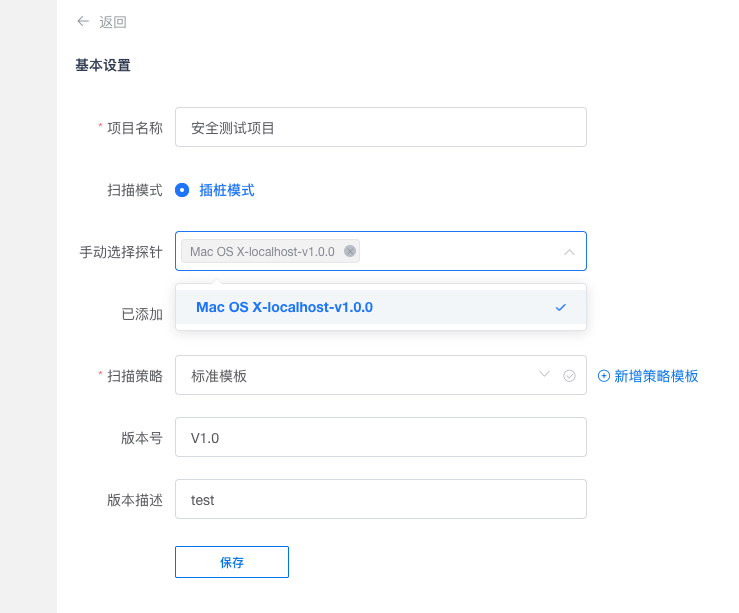 返回
基本设置
* 项目名称 安全测试项目
扫描模式 插桩模式
手动选择探针 Mac OS X-localhost-v1.0.0
Mac OS X-localhost-v1.0.0
已添加
* 扫描策略 标准模板 新增策略模板
版本号 V1.0
版本描述 test
保存